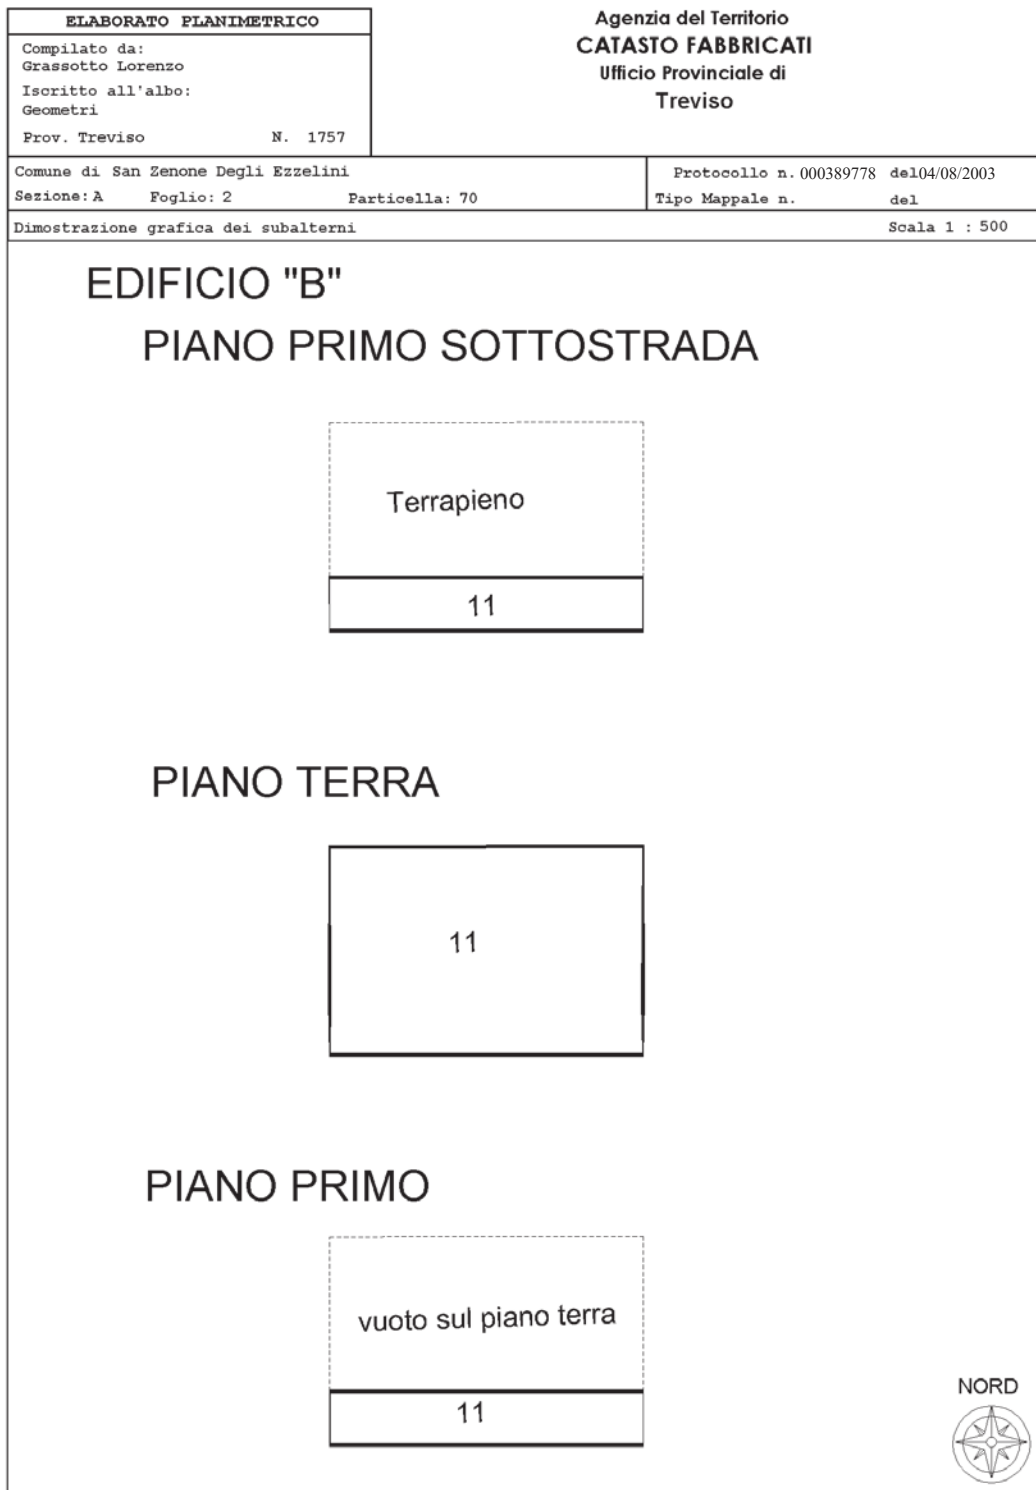 ELABORATO PLANIMETRICO
Compilato da:
Grassotto Lorenzo
Iscritto all'albo:
Geometri
Prov. Treviso N. 1757
Agenzia del Territorio
CATASTO FABBRICATI
Ufficio Provinciale di
Treviso
Comune di San Zenone Degli Ezzelini
Sezione: A Foglio: 2 Particella: 70
Protocollo n. 000389778 del 04/08/2003
Tipo Mappale n. del
Dimostrazione grafica dei subalterni Scala 1 : 500
EDIFICIO "B"
PIANO PRIMO SOTTOSTRADA
Terrapieno
11
PIANO TERRA
11
PIANO PRIMO
vuoto sul piano terra
11
NORD